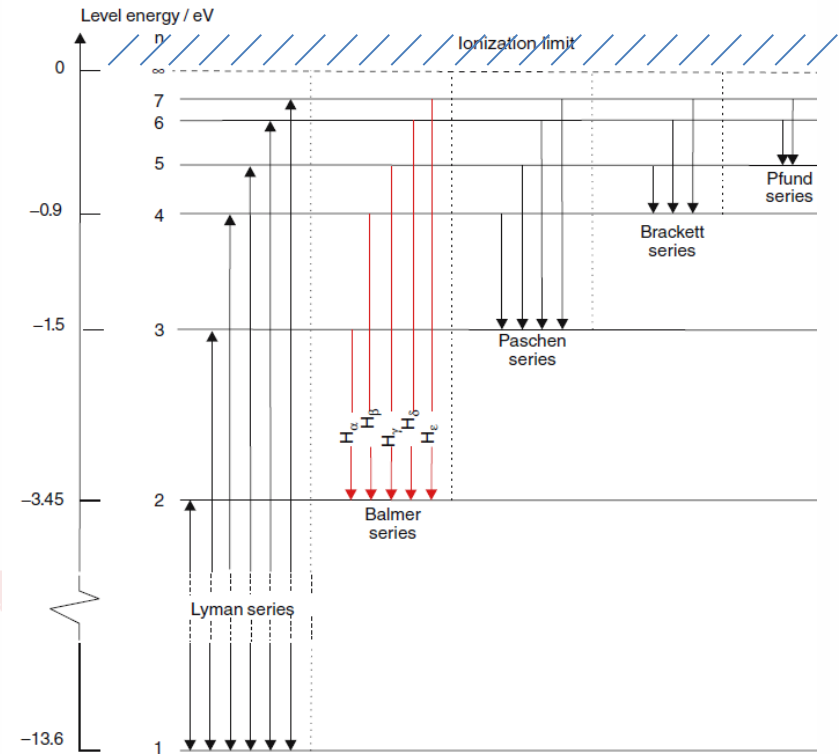 Level energy / eV
n
Ionization limit
0
∞
7
6
5
Pfund
series
-0.9
4
Brackett
series
-1.5
3
Paschen
series
Hα
Hβ
Hγ
Hδ
Hε
-3.45
2
Balmer
series
Lyman series
-13.6
1